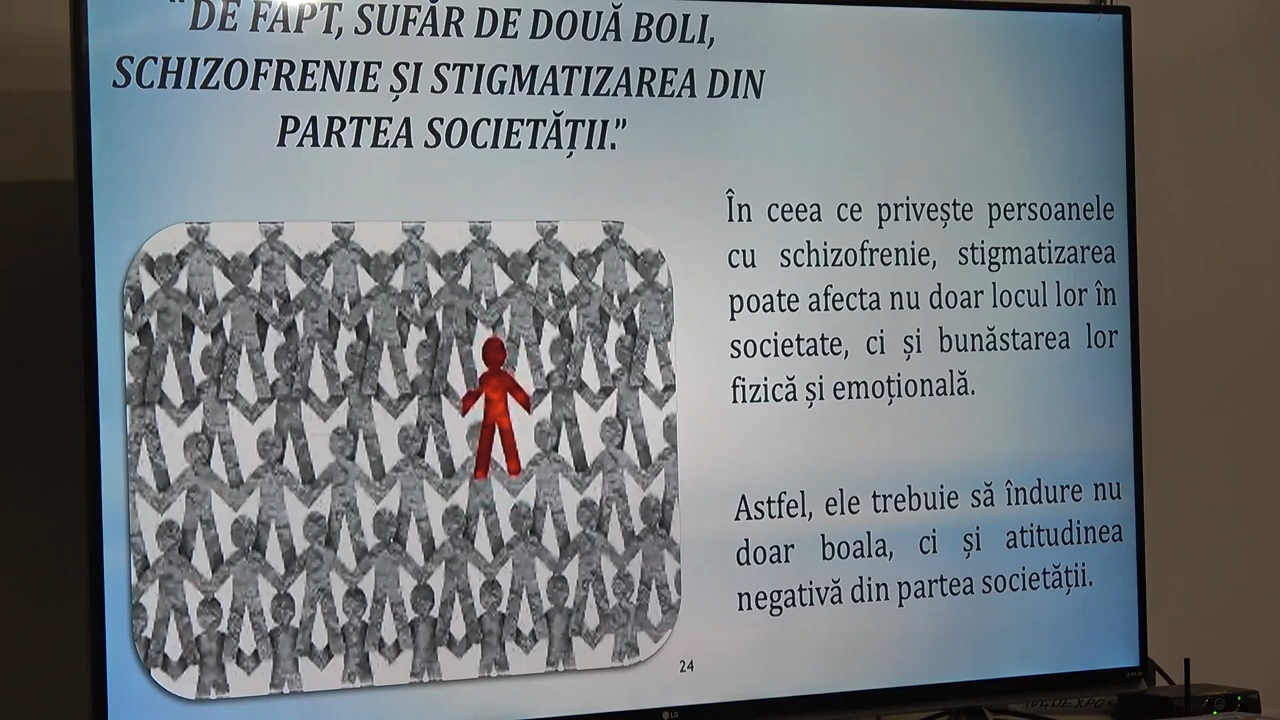 "DE FAPT, SUFĂR DE DOUĂ BOLI,
SCHIZOFRENIE ȘI STIGMATIZAREA DIN
PARTEA SOCIETĂȚII."
În ceea ce privește persoanele
cu schizofrenie, stigmatizarea
poate afecta nu doar locul lor în
societate, ci și bunăstarea lor
fizică și emoțională.
Astfel, ele trebuie să îndure nu
doar boala, ci și atitudinea
negativă din partea societății.
24
LG